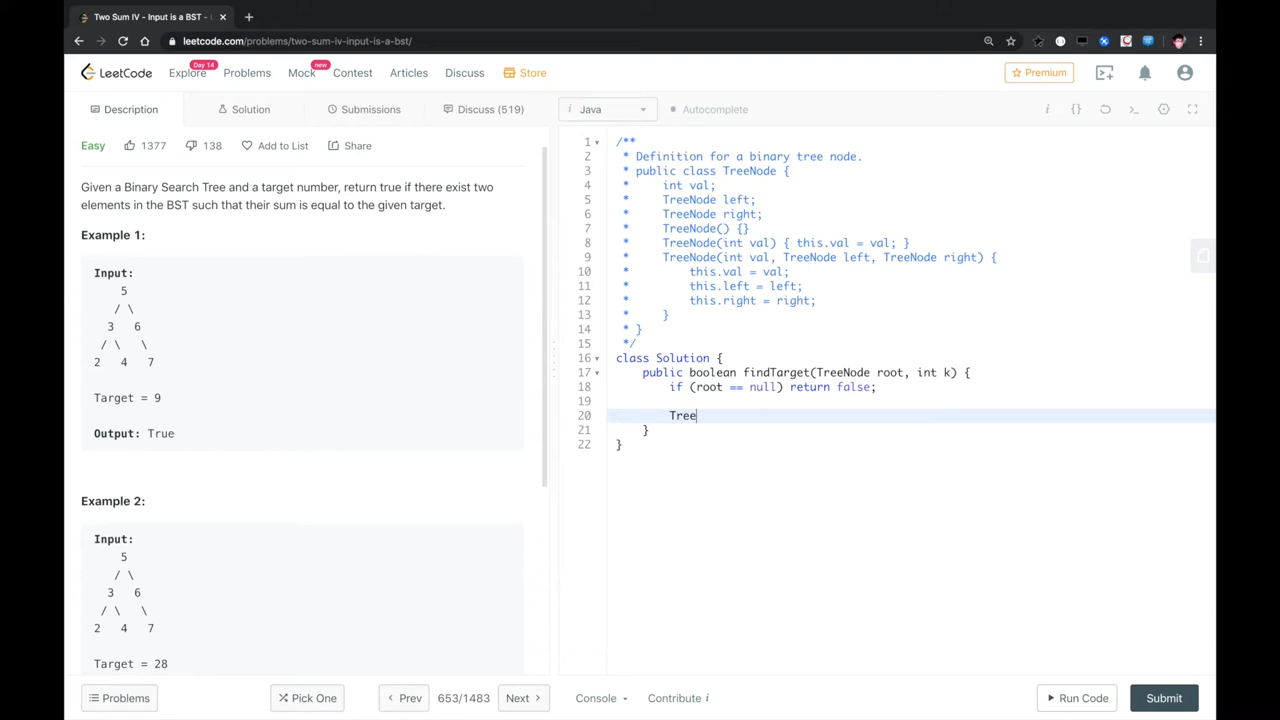 Two Sum IV - Input is a BST -
leetcode.com/problems/two-sum-iv-input-is-a-bst/
LeetCode Explore Day 14 Problems Mock new Contest Articles Discuss Store Premium
Description Solution Submissions Discuss (519)
i Java Autocomplete
Easy 1377 138 Add to List Share
Given a Binary Search Tree and a target number, return true if there exist two
elements in the BST such that their sum is equal to the given target.
Example 1:
Input:
5
/ \
3 6
/ \ \
2 4 7
Target = 9
Output: True
Example 2:
Input:
5
/ \
3 6
/ \ \
2 4 7
Target = 28
1 /**
2 * Definition for a binary tree node.
3 * public class TreeNode {
4 * int val;
5 * TreeNode left;
6 * TreeNode right;
7 * TreeNode() {}
8 * TreeNode(int val) { this.val = val; }
9 * TreeNode(int val, TreeNode left, TreeNode right) {
10 * this.val = val;
11 * this.left = left;
12 * this.right = right;
13 * }
14 * }
15 */
16 class Solution {
17 public boolean findTarget(TreeNode root, int k) {
18 if (root == null) return false;
19
20 Tree
21 }
22 }
Problems Pick One < Prev 653/1483 Next > Console Contribute i Run Code Submit